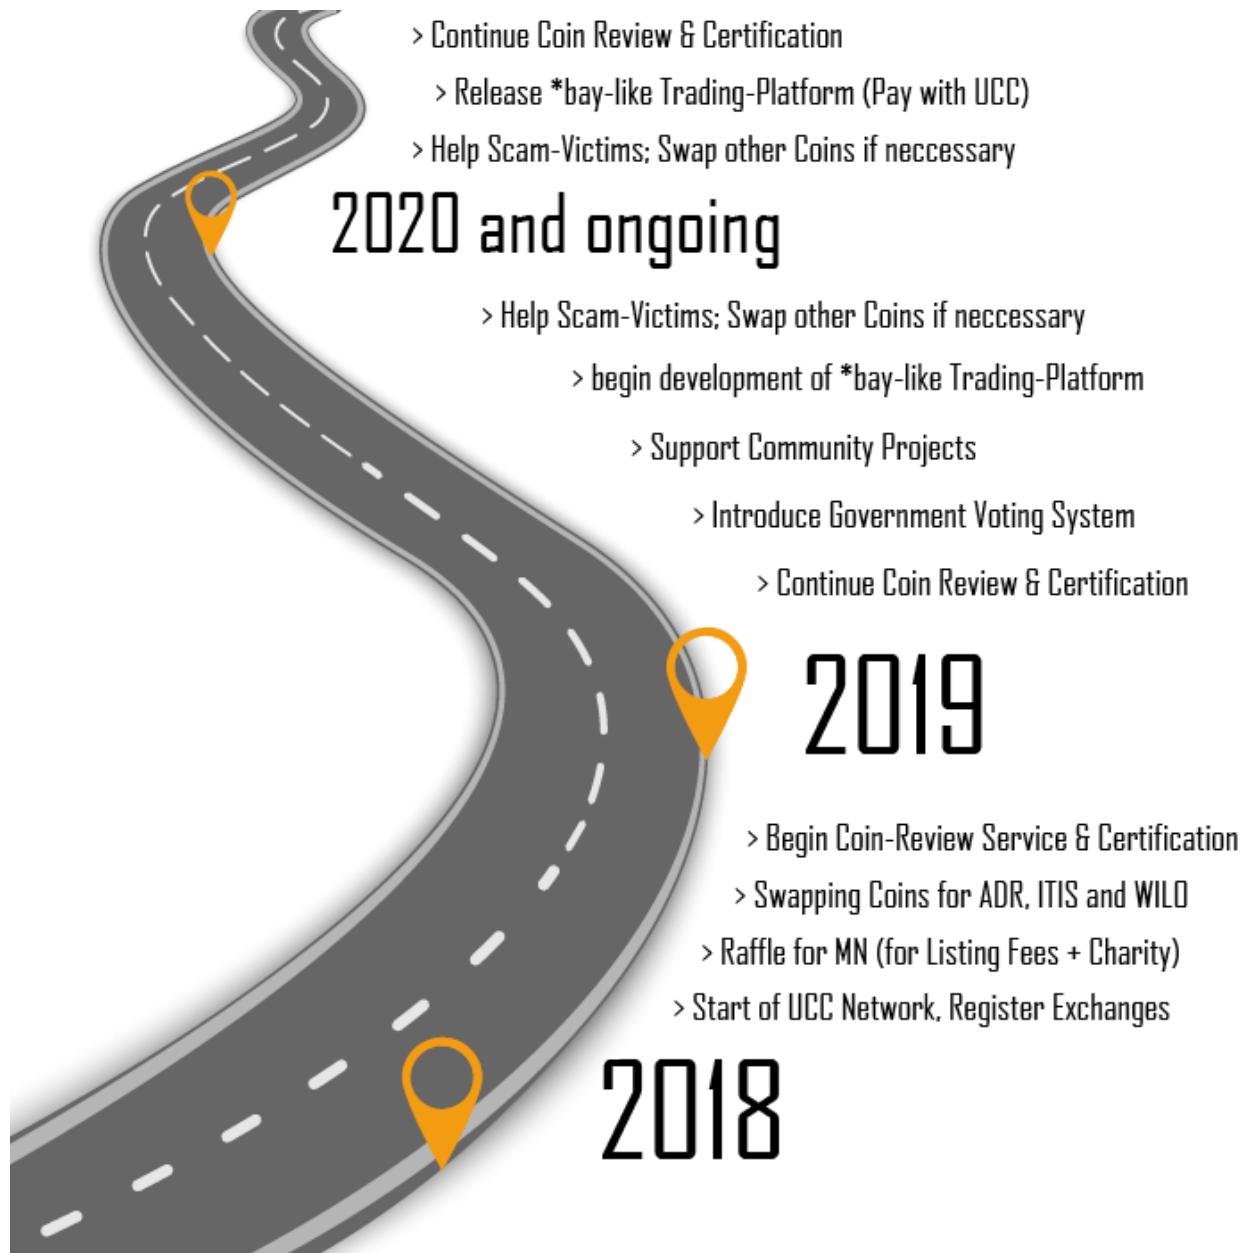 > Continue Coin Review & Certification
> Release *bay-like Trading-Platform (Pay with UCC)
> Help Scam-Victims; Swap other Coins if neccessary
2020 and ongoing
> Help Scam-Victims; Swap other Coins if neccessary
> begin development of *bay-like Trading-Platform
> Support Community Projects
> Introduce Government Voting System
> Continue Coin Review & Certification
2019
> Begin Coin-Review Service & Certification
> Swapping Coins for ADR, ITIS and WILO
> Raffle for MN (for Listing Fees + Charity)
> Start of UCC Network, Register Exchanges
2018